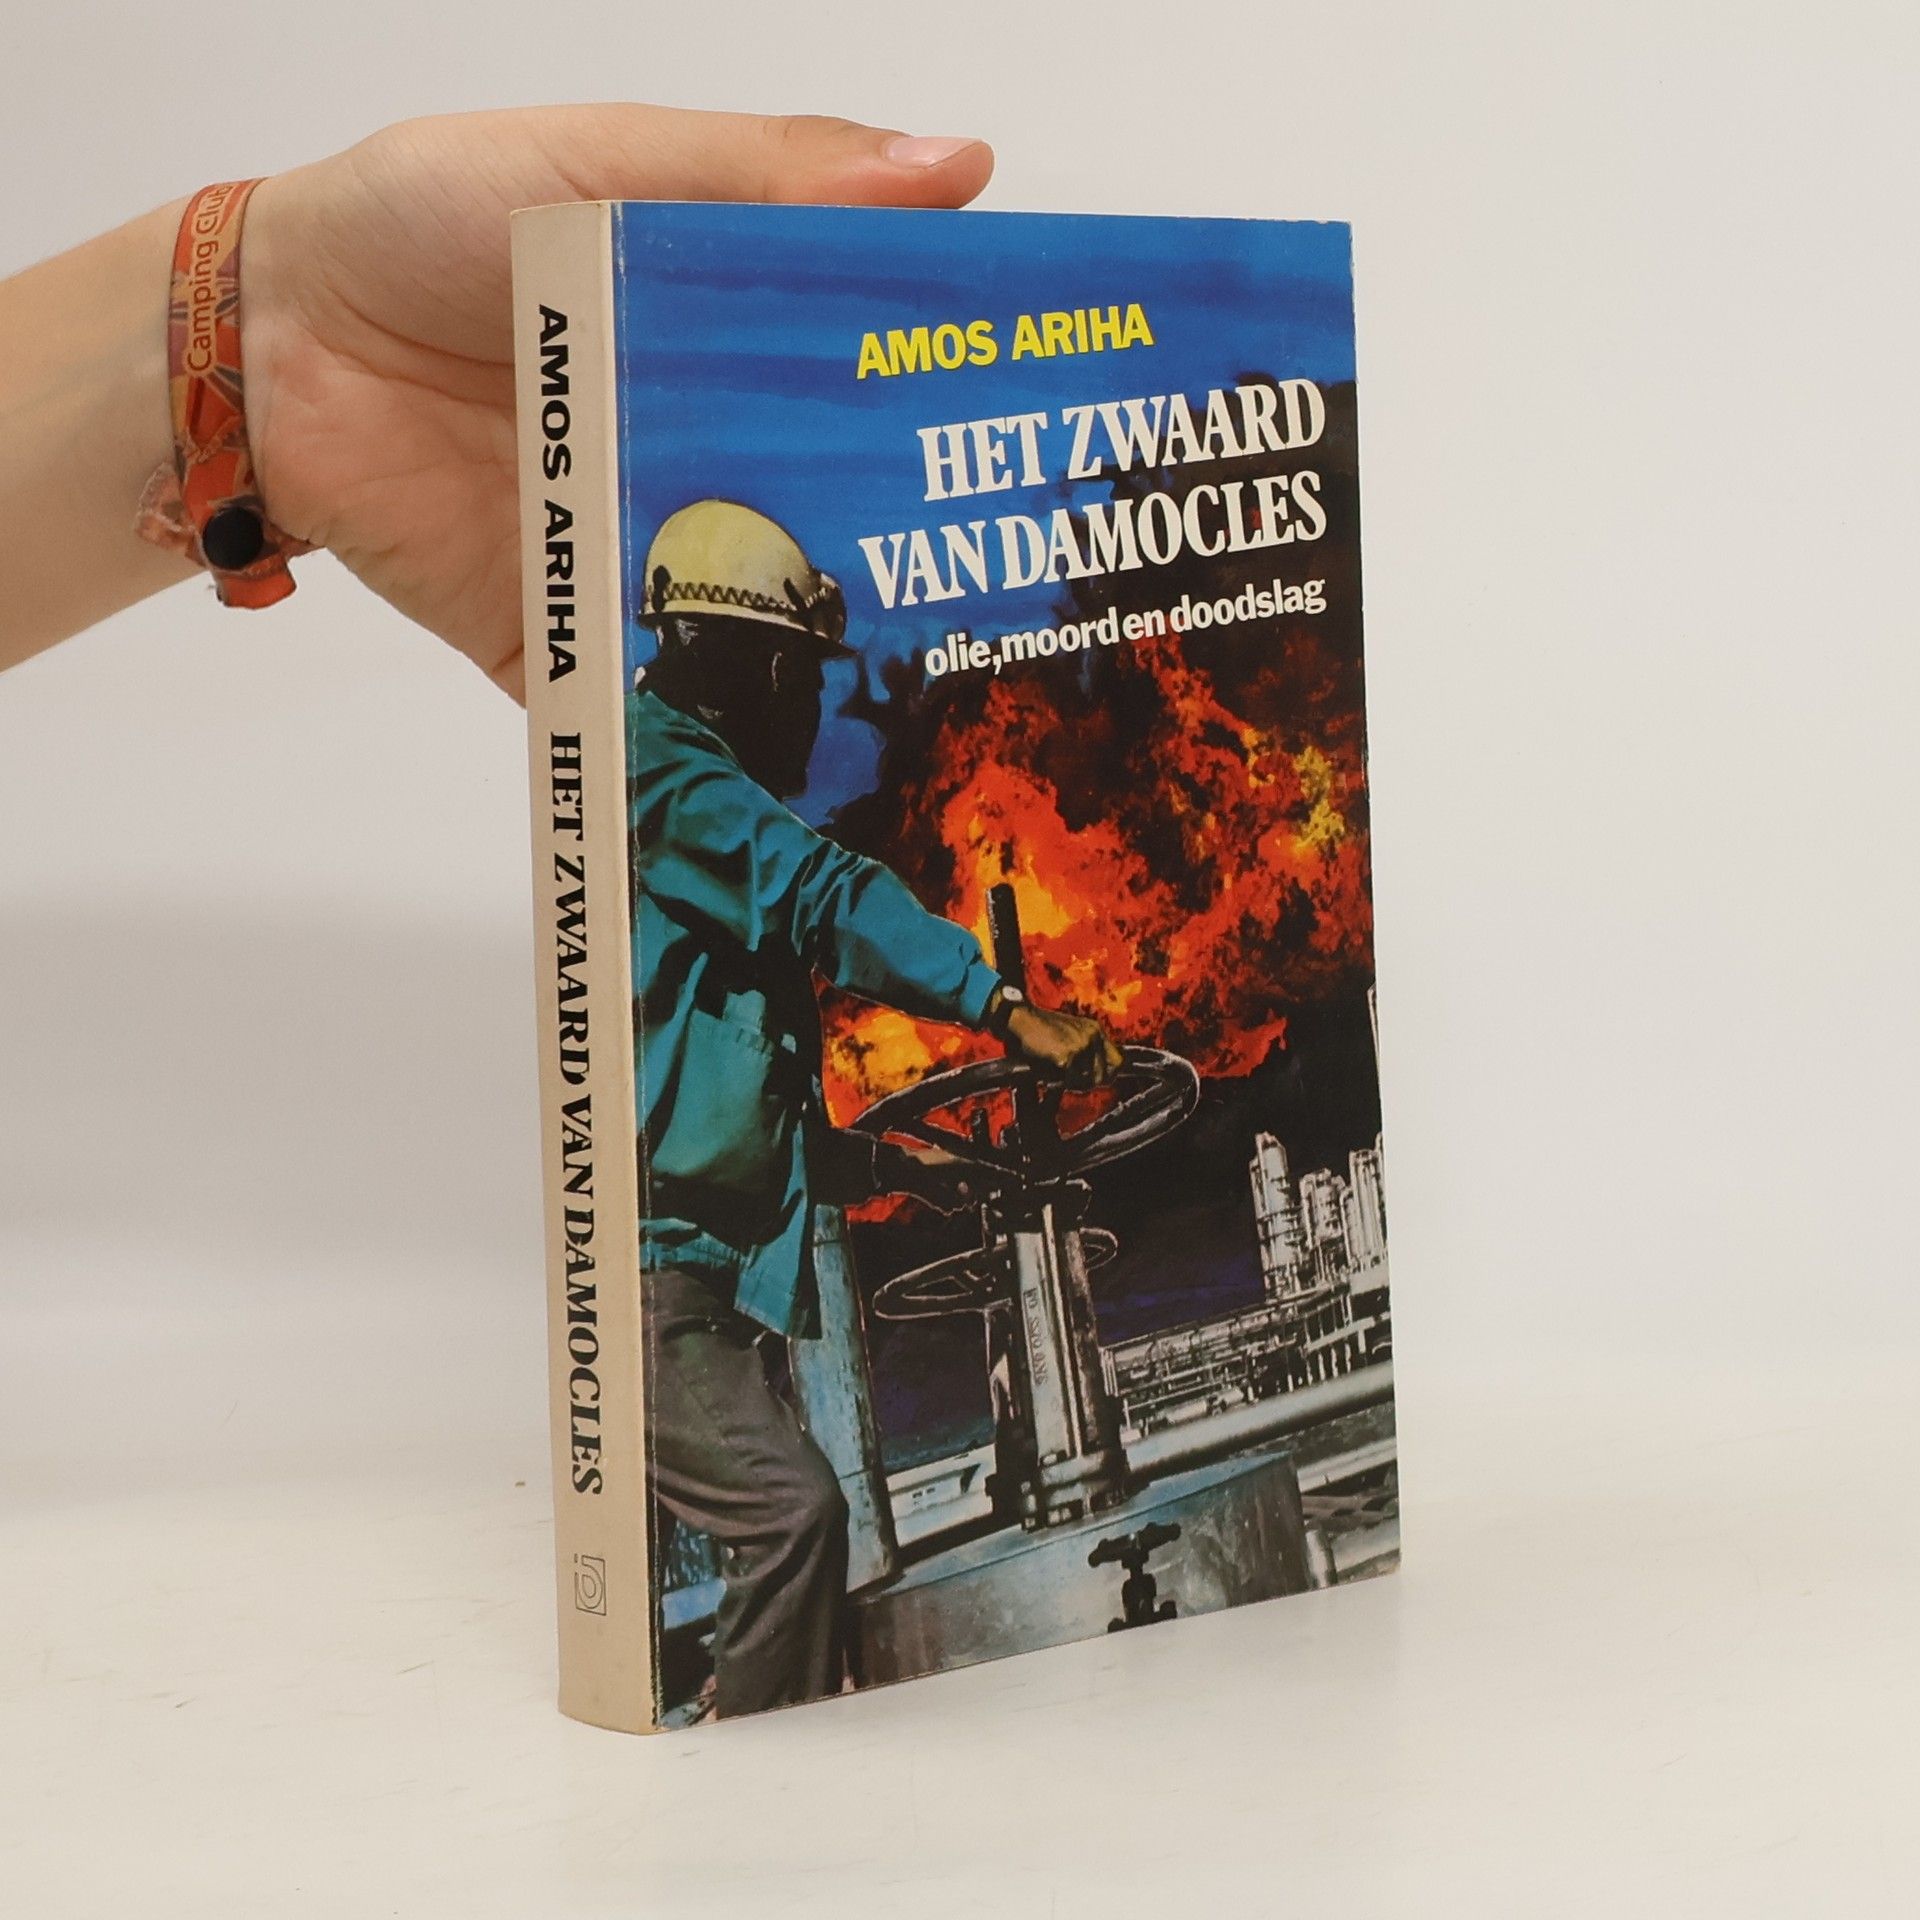 Camping Club
AMOS ARIHA HET ZWAARD VAN DAMOCLES
AMOS ARIHA
HET ZWAARD
VAN DAMOCLES
olie, moord en doodslag